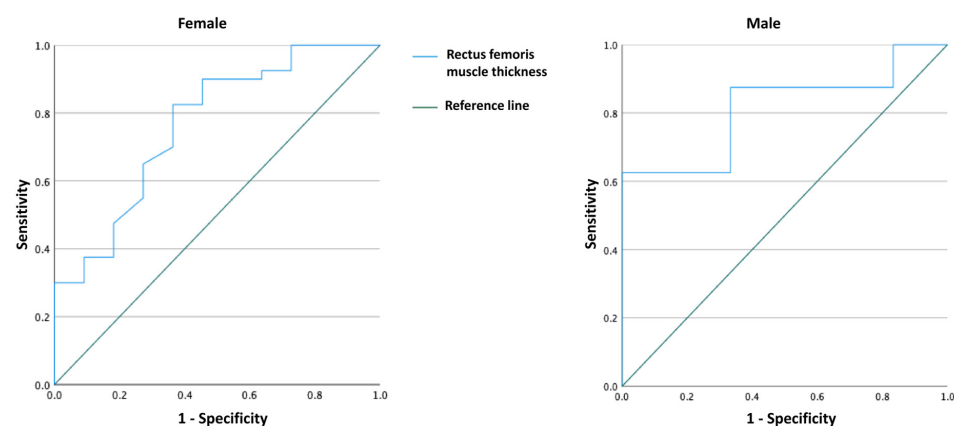 Female
Male
Rectus femoris
muscle thickness
Reference line
Sensitivity
1.0
0.8
0.6
0.4
0.2
0.0
0.0 0.2 0.4 0.6 0.8 1.0
1 - Specificity
Sensitivity
1.0
0.8
0.6
0.4
0.2
0.0
0.0 0.2 0.4 0.6 0.8 1.0
1 - Specificity